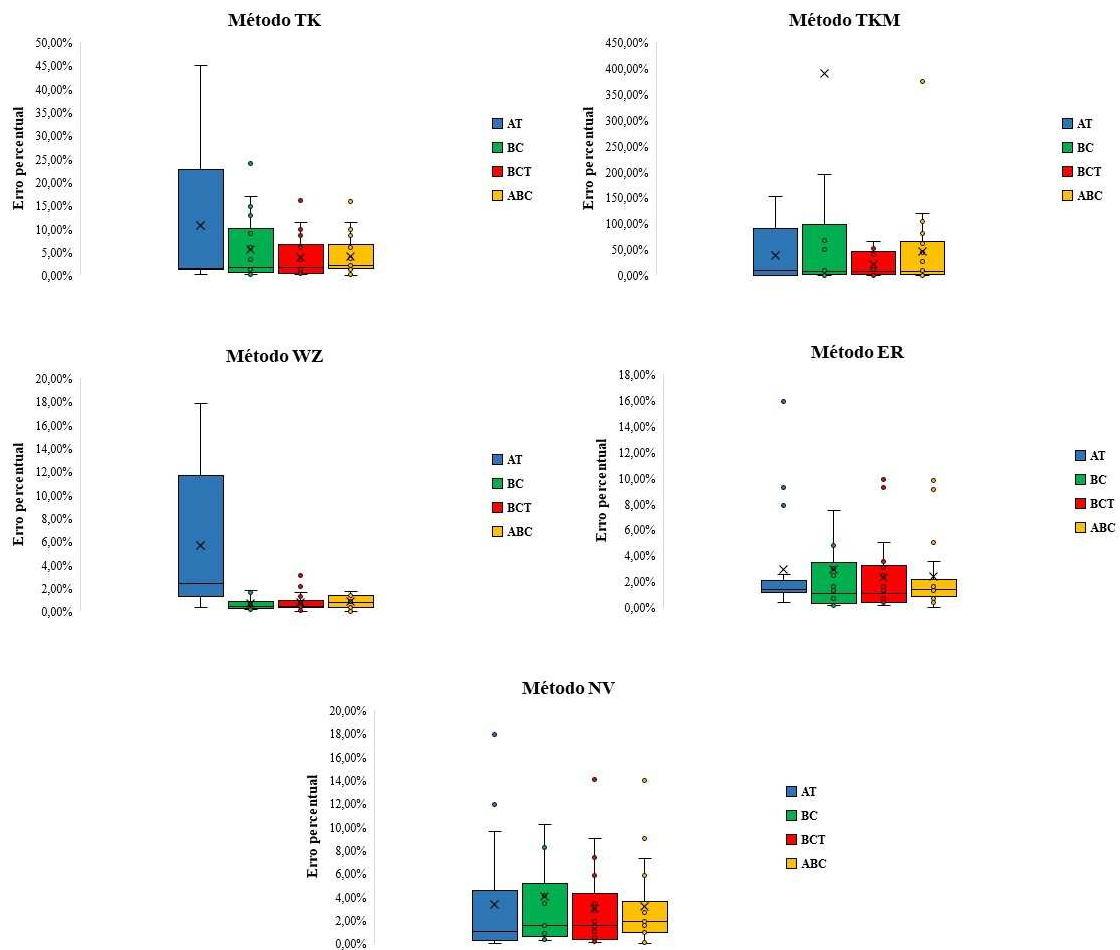 Método TK
50,00%
45,00%
40,00%
35,00%
30,00%
25,00%
20,00%
15,00%
10,00%
5,00%
0,00%
Erro percentual
AT
BC
BCT
ABC
Método TKM
450,00%
400,00%
350,00%
300,00%
250,00%
200,00%
150,00%
100,00%
50,00%
0,00%
Erro percentual
AT
BC
BCT
ABC
Método WZ
20,00%
18,00%
16,00%
14,00%
12,00%
10,00%
8,00%
6,00%
4,00%
2,00%
0,00%
Erro percentual
AT
BC
BCT
ABC
Método ER
18,00%
16,00%
14,00%
12,00%
10,00%
8,00%
6,00%
4,00%
2,00%
0,00%
Erro percentual
AT
BC
BCT
ABC
Método NV
20,00%
18,00%
16,00%
14,00%
12,00%
10,00%
8,00%
6,00%
4,00%
2,00%
0,00%
Erro percentual
AT
BC
BCT
ABC